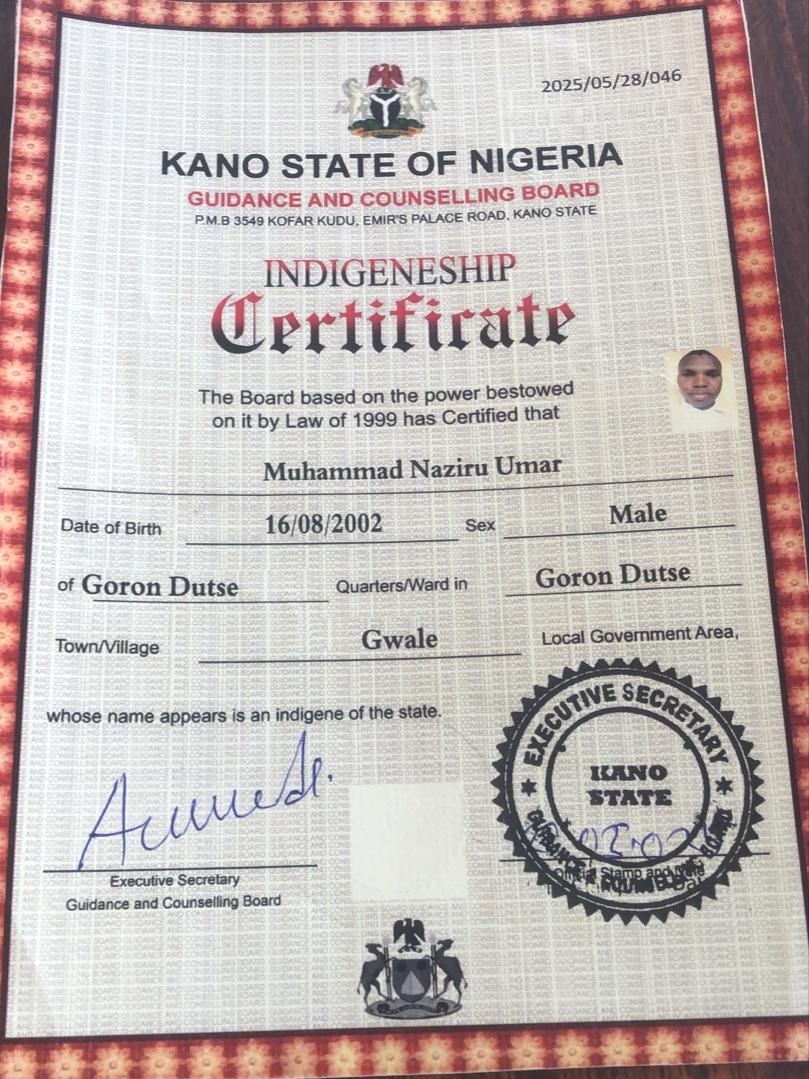 2025/05/28/046
KANO STATE OF NIGERIA
GUIDANCE AND COUNSELLING BOARD
P.M.B 3549 KOFAR KUDU, EMIR'S PALACE ROAD, KANO STATE
INDIGENESHIP
Certificate
The Board based on the power bestowed
on it by Law of 1999 has Certified that
Muhammad Naziru Umar
Date of Birth 16/08/2002 Sex Male
of Goron Dutse Quarters/Ward in Goron Dutse
Town/Village Gwale Local Government Area,
whose name appears is an indigene of the state.
EXECUTIVE SECRETARY
KANO
STATE
Official Stamp and
Executive Secretary
Guidance and Counselling Board